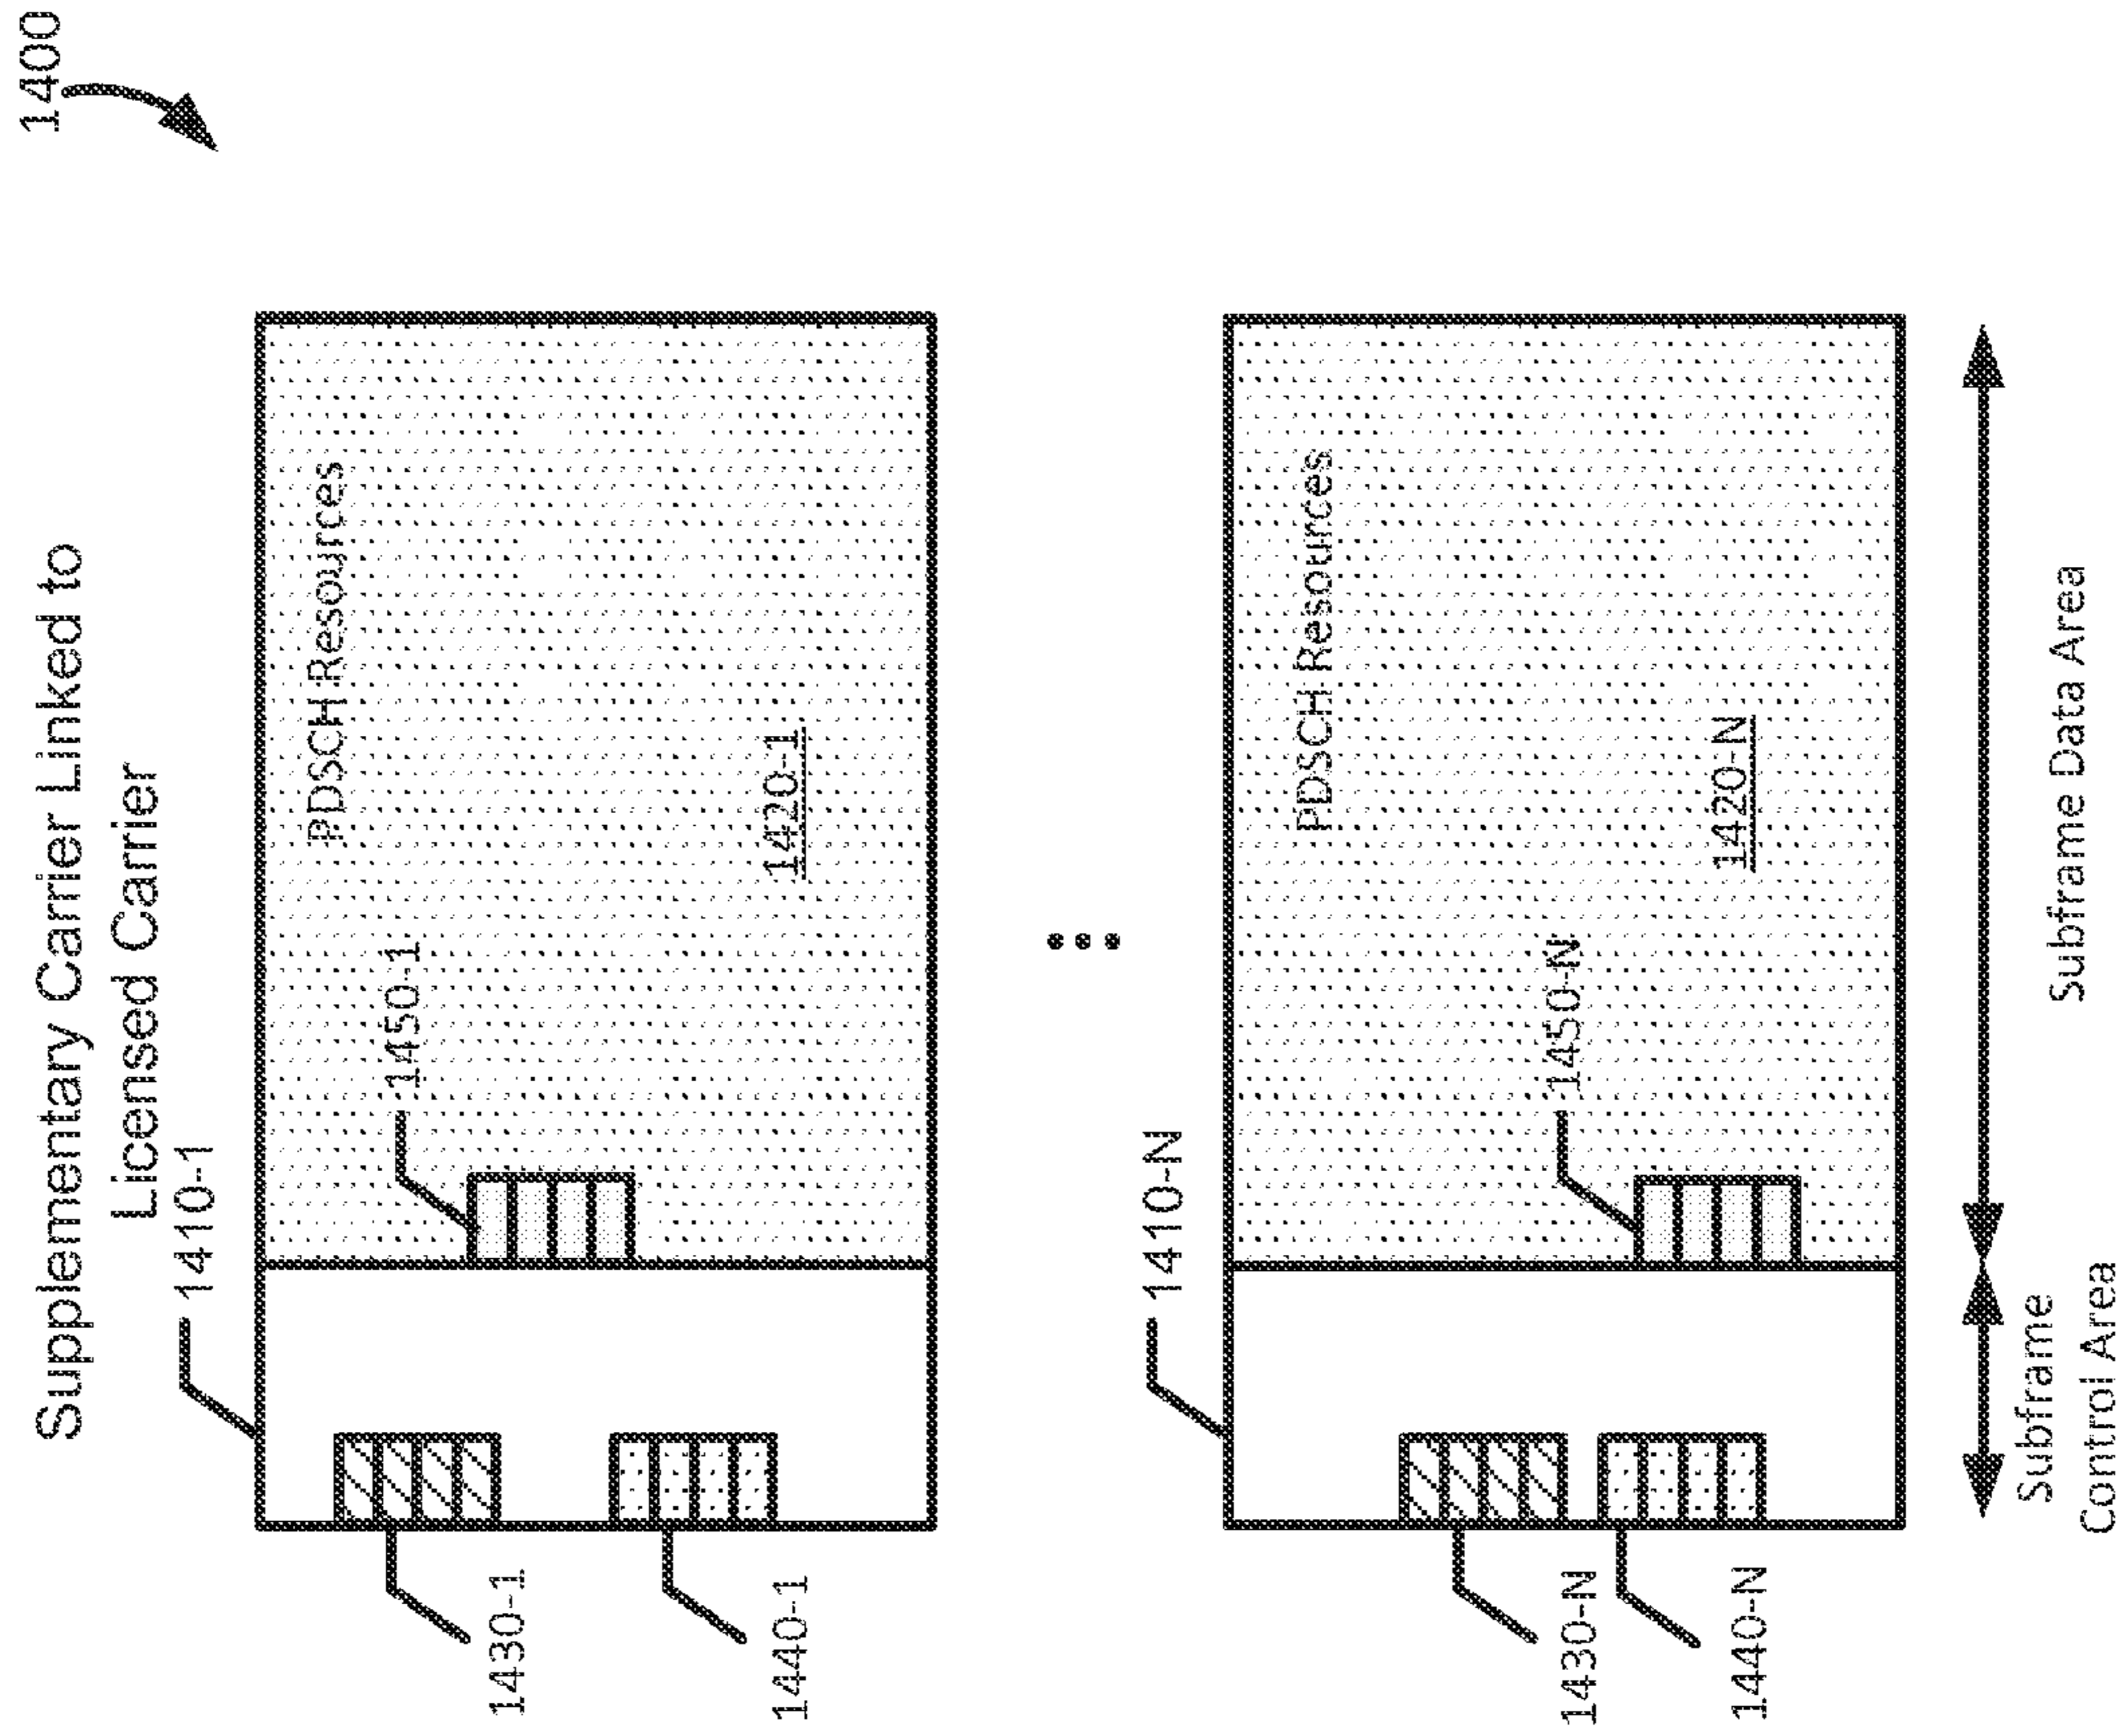 1400
Supplementary Carrier Linked to
Licensed Carrier
1410-1
PDSCH Resources
1450-1
1420-1
1430-1
1440-1
1410-N
PDSCH Resources
1450-N
1420-N
1430-N
1440-N
Subframe
Control Area
Subframe Data Area